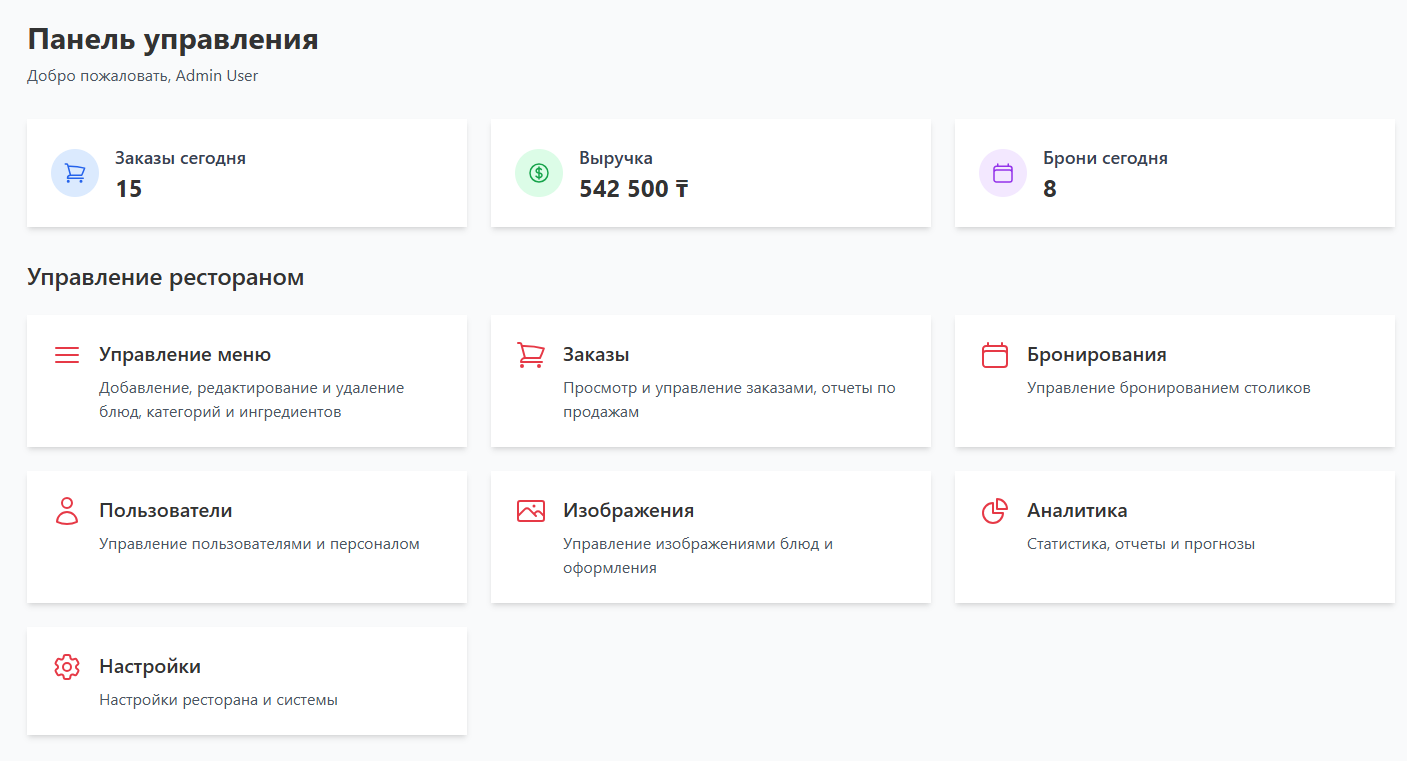 Панель управления
Добро пожаловать, Admin User
Заказы сегодня
15
Выручка
542 500 ₸
Брони сегодня
8
Управление рестораном
Управление меню
Добавление, редактирование и удаление
блюд, категорий и ингредиентов
Заказы
Просмотр и управление заказами, отчеты по
продажам
Бронирования
Управление бронированием столиков
Пользователи
Управление пользователями и персоналом
Изображения
Управление изображениями блюд и
оформления
Аналитика
Статистика, отчеты и прогнозы
Настройки
Настройки ресторана и системы